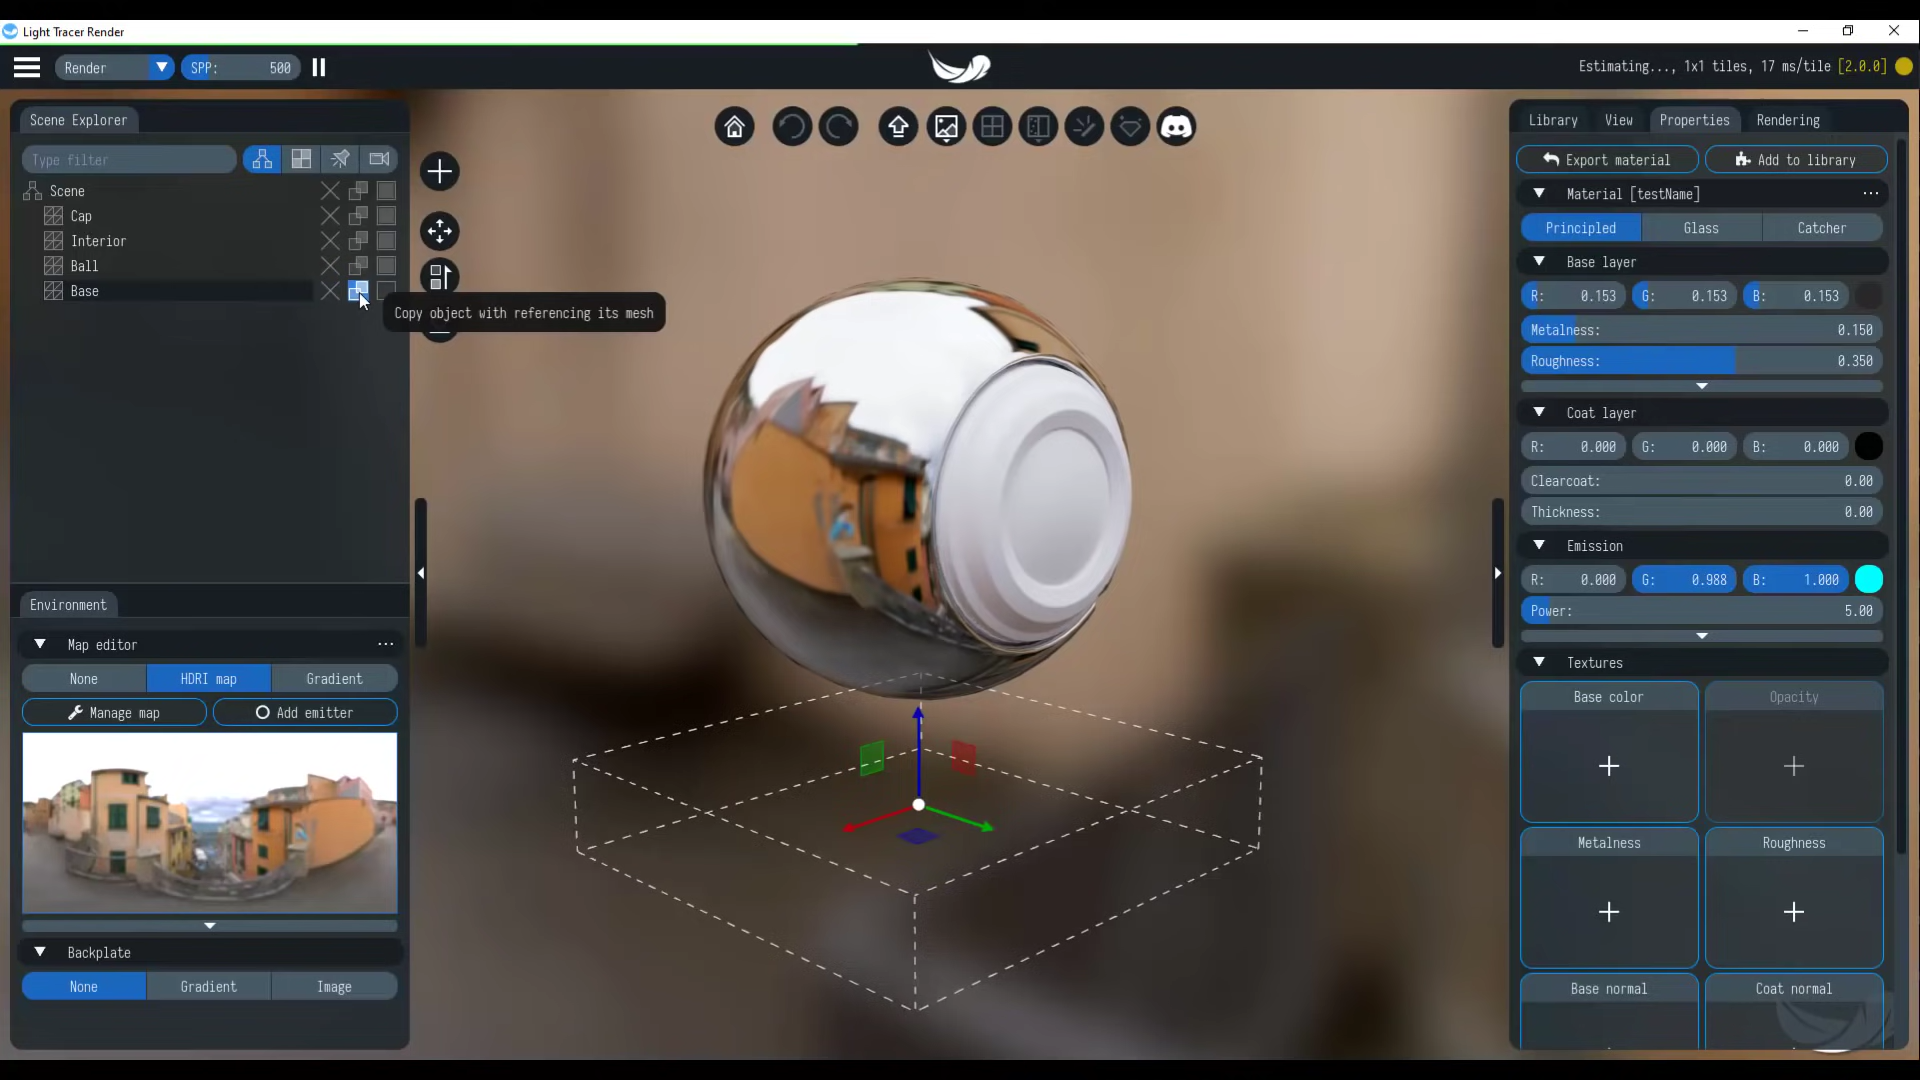 Light Tracer Render
Render
SPP: 500
Estimating..., 1x1 tiles, 17 ms/tile [2.0.0]
Scene Explorer
Type filter
Scene
Cap
Interior
Ball
Base
Copy object with referencing its mesh
Environment
Map editor
None HDRI map Gradient
Manage map Add emitter
Backplate
None Gradient Image
Library View Properties Rendering
Export material Add to library
Material [testName]
Principled Glass Catcher
Base layer
R: 0.153 G: 0.153 B: 0.153
Metalness: 0.150
Roughness: 0.350
Coat layer
R: 0.000 G: 0.000 B: 0.000
Clearcoat: 0.00
Thickness: 0.00
Emission
R: 0.000 G: 0.988 B: 1.000
Power: 5.00
Textures
Base color Opacity
Metalness Roughness
Base normal Coat normal